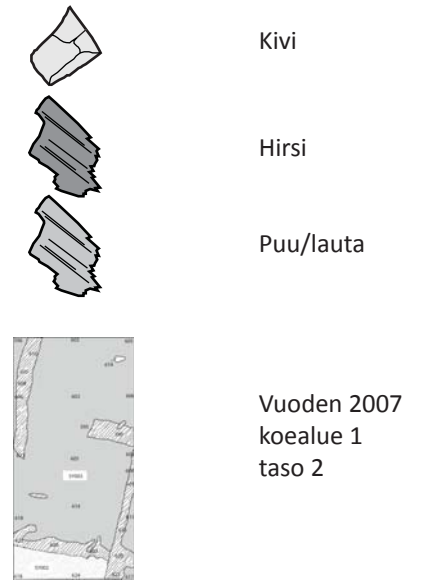 Kivi
Hirsi
Puu/lauta
Vuoden 2007
koealue 1
taso 2